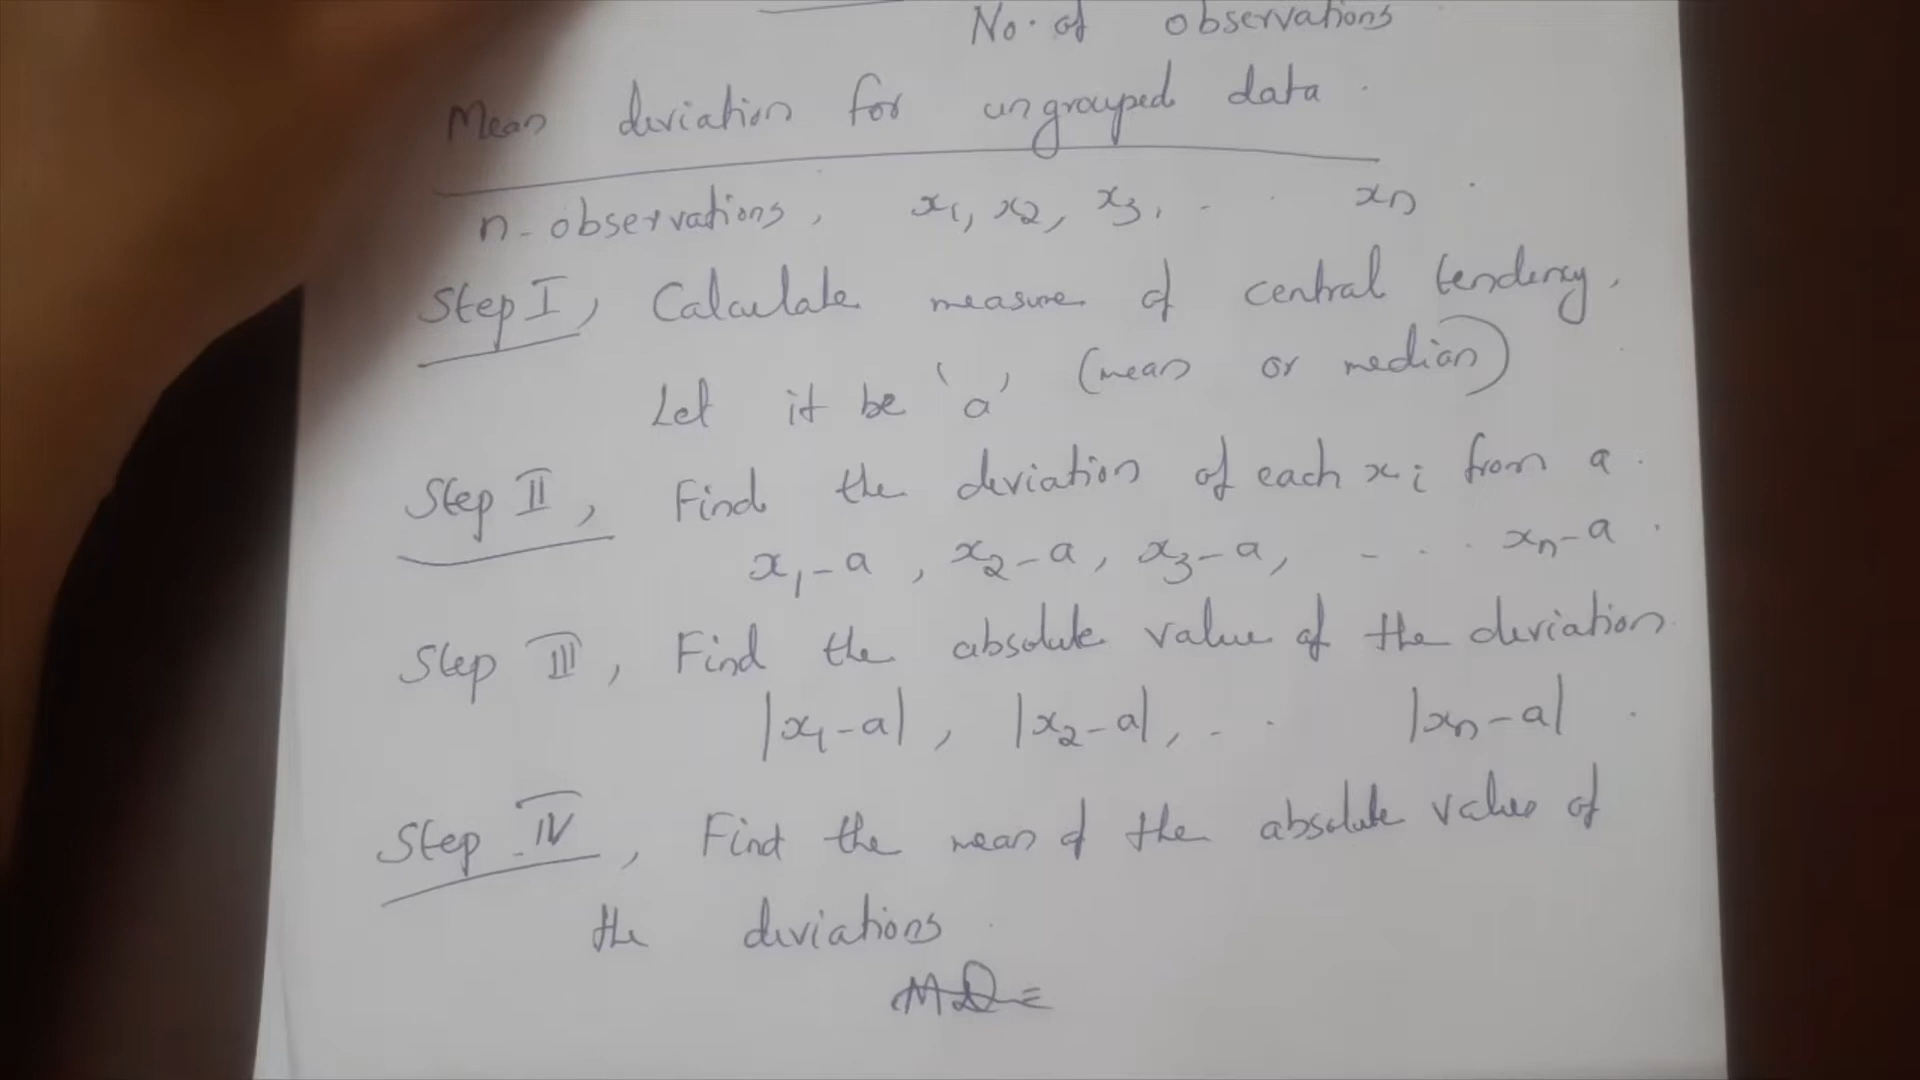 No. of observations
Mean deviation for ungrouped data.
n-observations, x₁, x₂, x₃, . . xₙ.
Step I, Calculate measure of central tendency.
Let it be 'a' (mean or median)
Step II, Find the deviation of each xᵢ from a.
x₁-a, x₂-a, x₃-a, - . . . xₙ-a.
Step III, Find the absolute value of the deviation
|x₁-a|, |x₂-a|, . . |xₙ-a|.
Step IV, Find the mean of the absolute values of
the deviations
MD=